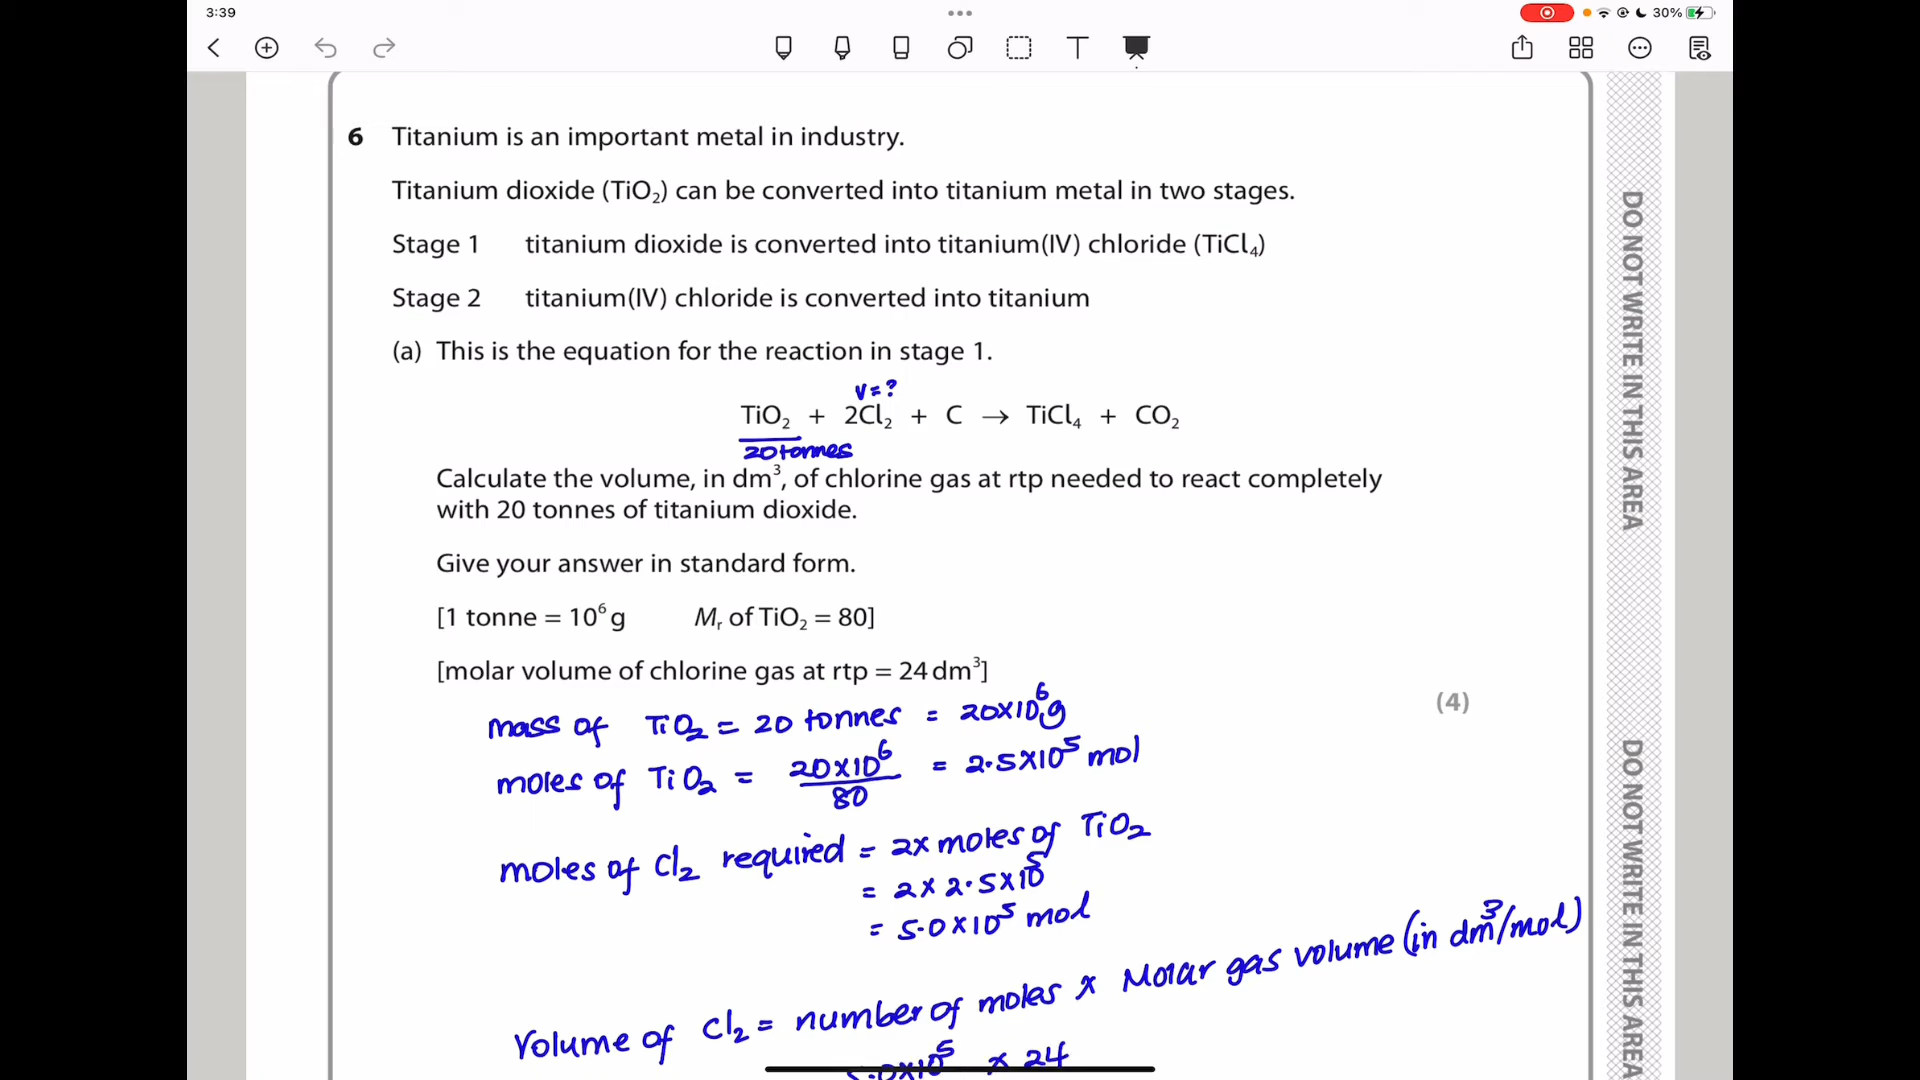 3:39
30%
T
6 Titanium is an important metal in industry.
Titanium dioxide (TiO₂) can be converted into titanium metal in two stages.
Stage 1 titanium dioxide is converted into titanium(IV) chloride (TiCl₄)
Stage 2 titanium(IV) chloride is converted into titanium
(a) This is the equation for the reaction in stage 1.
V = ?
TiO₂ + 2Cl₂ + C → TiCl₄ + CO₂
20 tonnes
Calculate the volume, in dm³, of chlorine gas at rtp needed to react completely
with 20 tonnes of titanium dioxide.
Give your answer in standard form.
[1 tonne = 10⁶ g Mᵣ of TiO₂ = 80]
[molar volume of chlorine gas at rtp = 24 dm³]
(4)
mass of TiO₂ = 20 tonnes = 20×10⁶g
moles of TiO₂ = 20×10⁶/80 = 2.5×10⁵ mol
moles of Cl₂ required = 2× moles of TiO₂
= 2 × 2.5×10⁵
= 5.0×10⁵ mol
Volume of Cl₂ = number of moles × Molar gas volume (in dm³/mol)
5.0×10⁵ × 24
DO NOT WRITE IN THIS AREA
DO NOT WRITE IN THIS AREA